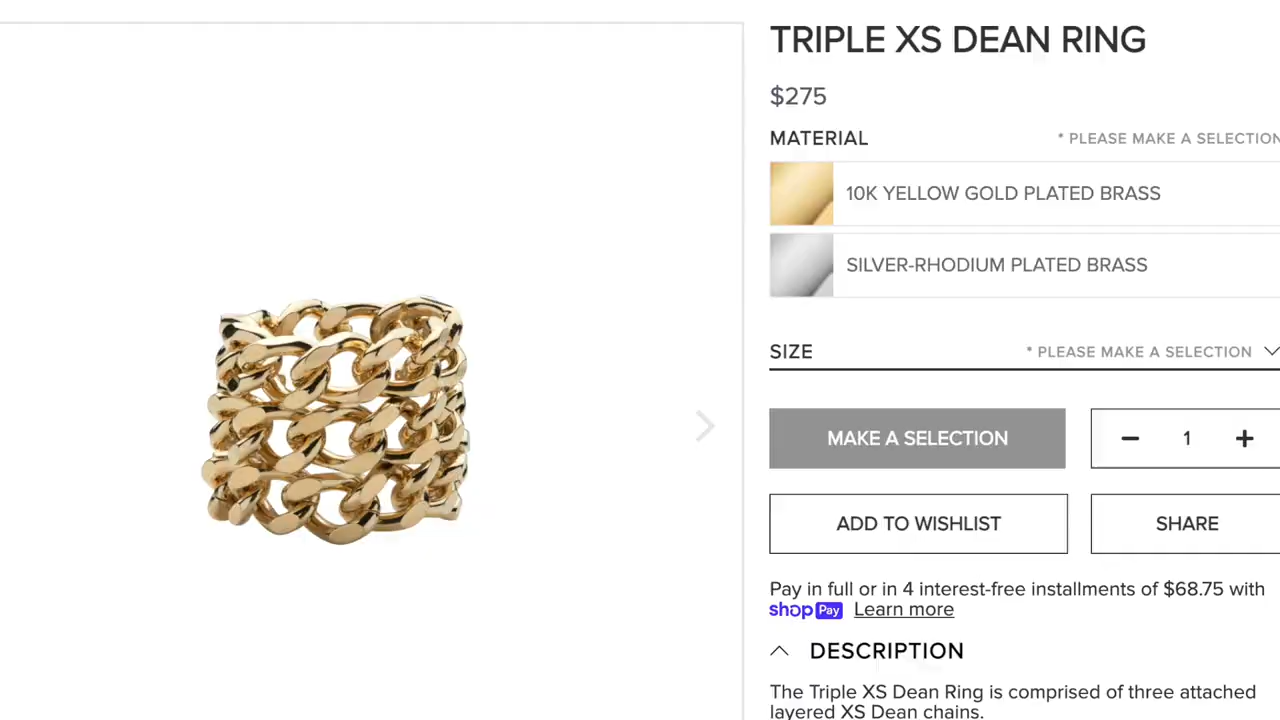 TRIPLE XS DEAN RING
$275
MATERIAL
* PLEASE MAKE A SELECTION
10K YELLOW GOLD PLATED BRASS
SILVER-RHODIUM PLATED BRASS
SIZE
* PLEASE MAKE A SELECTION
MAKE A SELECTION
1
ADD TO WISHLIST
SHARE
Pay in full or in 4 interest-free installments of $68.75 with
shop Pay Learn more
DESCRIPTION
The Triple XS Dean Ring is comprised of three attached
layered XS Dean chains.